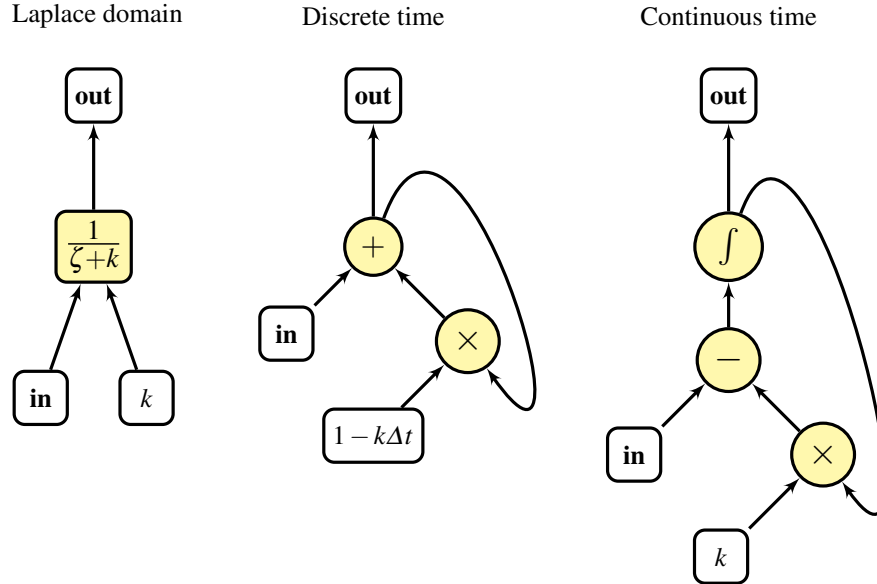 Laplace domain
out
1
ζ+k
in
k
Discrete time
out
+
in
×
1−kΔt
Continuous time
out
∫
−
in
×
k